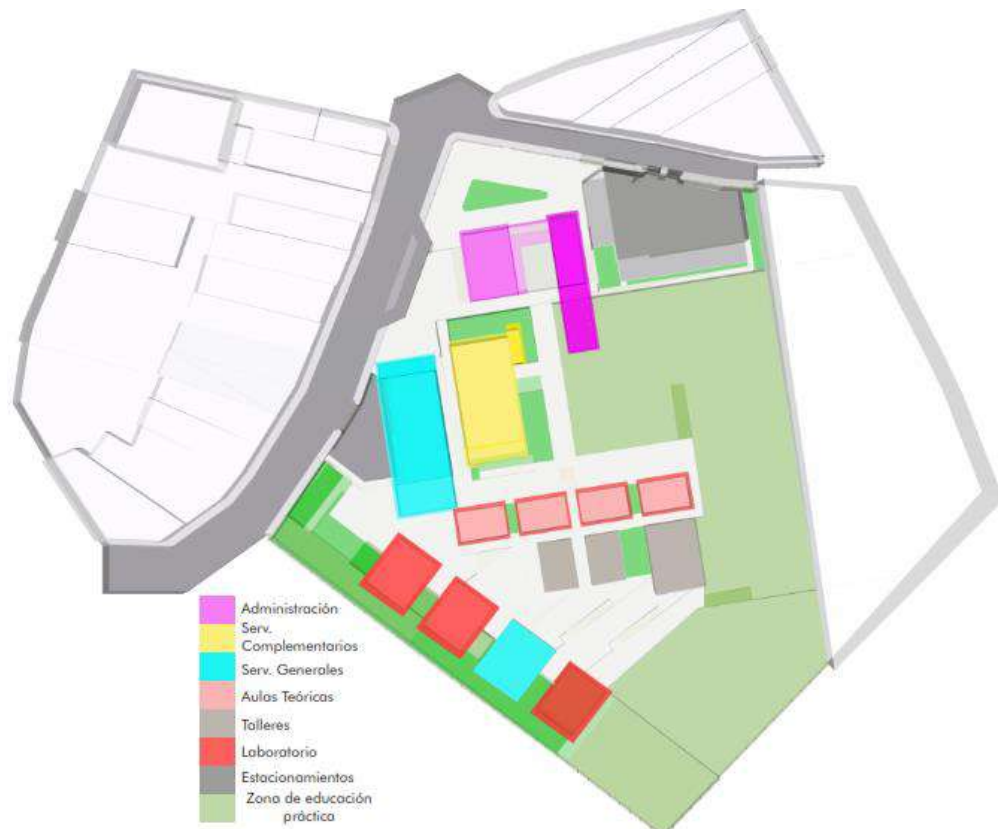 Administración
Serv.
Complementarios
Serv. Generales
Aulas Teóricas
Talleres
Laboratorio
Estacionamientos
Zona de educación
práctica